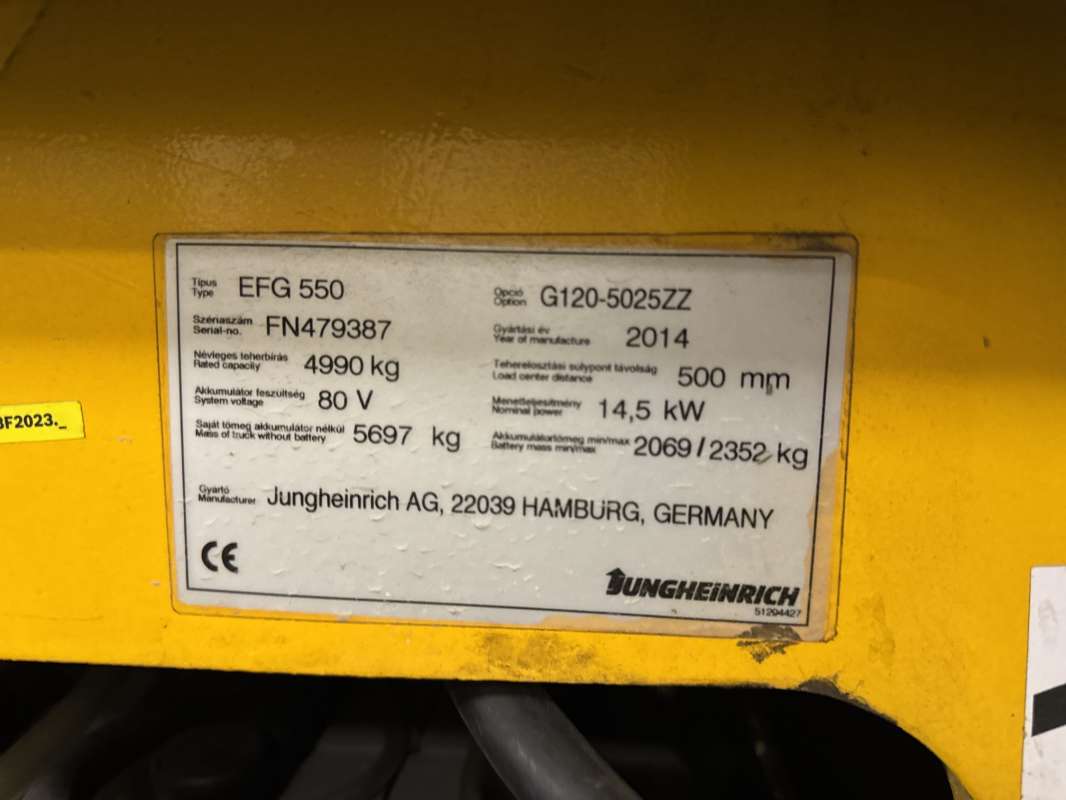 Típus
Type EFG 550
Opció
Option G120-5025ZZ
Szériaszám
Serial-no. FN479387
Gyártási év
Year of manufacture 2014
Névleges teherbírás
Rated capacity 4990 kg
Teherelosztási súlypont távolság
Load center distance 500 mm
Akkumulátor feszültség
System voltage 80 V
Menetteljesítmény
Nominal power 14,5 kW
Saját tömeg akkumulátor nélkül
Mass of truck without battery 5697 kg
Akkumulátortömeg min/max
Battery mass min/max 2069/2352 kg
Gyártó
Manufacturer Jungheinrich AG, 22039 HAMBURG, GERMANY
CE
JUNGHEINRICH
51294427
BF2023._